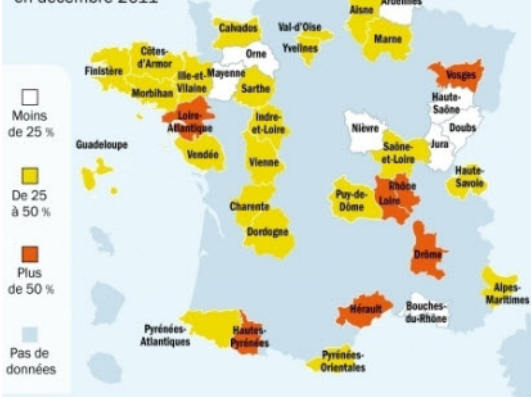 en décembre 2011
Ardennes
Aisne
Calvados
Val-d'Oise
Yvelines
Marne
Orne
Côtes-
d'Armor
Finistère
Ille-et-
Vilaine
Mayenne
Morbihan
Sarthe
Vosges
Haute-
Saône
Loire-
Atlantique
Indre-
et-Loire
Nièvre
Doubs
Jura
Vendée
Vienne
Saône-
et-Loire
Haute-
Savoie
Guadeloupe
Charente
Puy-de-
Dôme
Rhône
Loire
Dordogne
Drôme
Alpes-
Maritimes
Hérault
Bouches-
du-Rhône
Pyrénées-
Atlantiques
Hautes-
Pyrénées
Pyrénées-
Orientales
Moins
de 25 %
De 25
à 50 %
Plus
de 50 %
Pas de
données